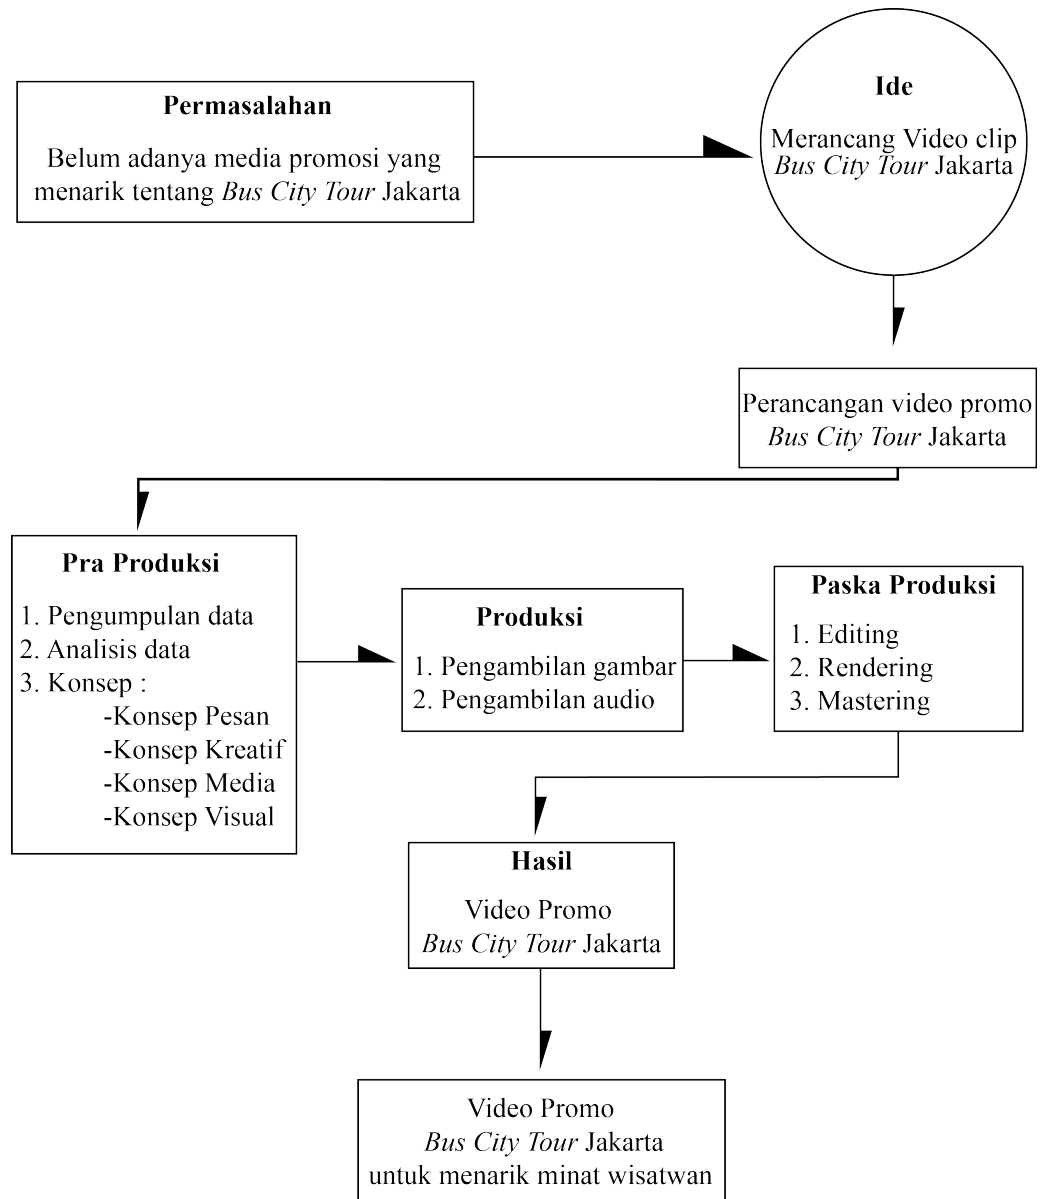 Permasalahan
Belum adanya media promosi yang
menarik tentang Bus City Tour Jakarta
Ide
Merancang Video clip
Bus City Tour Jakarta
Perancangan video promo
Bus City Tour Jakarta
Pra Produksi
1. Pengumpulan data
2. Analisis data
3. Konsep :
-Konsep Pesan
-Konsep Kreatif
-Konsep Media
-Konsep Visual
Produksi
1. Pengambilan gambar
2. Pengambilan audio
Paska Produksi
1. Editing
2. Rendering
3. Mastering
Hasil
Video Promo
Bus City Tour Jakarta
Video Promo
Bus City Tour Jakarta
untuk menarik minat wisatwan